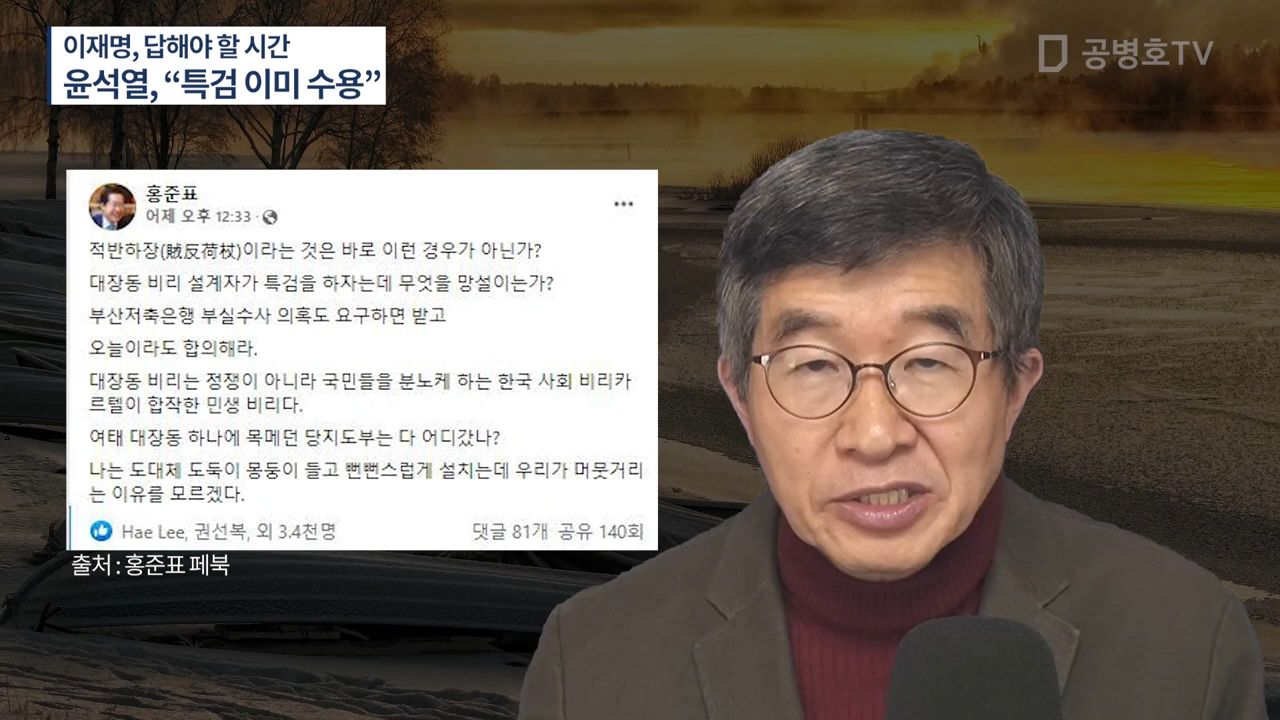 이재명, 답해야 할 시간
윤석열, “특검 이미 수용”
공병호TV
홍준표
어제 오후 12:33 ·
적반하장(賊反荷杖)이라는 것은 바로 이런 경우가 아닌가?
대장동 비리 설계자가 특검을 하자는데 무엇을 망설이는가?
부산저축은행 부실수사 의혹도 요구하면 받고
오늘이라도 합의해라.
대장동 비리는 정쟁이 아니라 국민들을 분노케 하는 한국 사회 비리카
르텔이 합작한 민생 비리다.
여태 대장동 하나에 목메던 당지도부는 다 어디갔나?
나는 도대체 도둑이 몽둥이 들고 뻔뻔스럽게 설치는데 우리가 머뭇거리
는 이유를 모르겠다.
Hae Lee, 권선복, 외 3.4천명
댓글 81개 공유 140회
출처 : 홍준표 페북